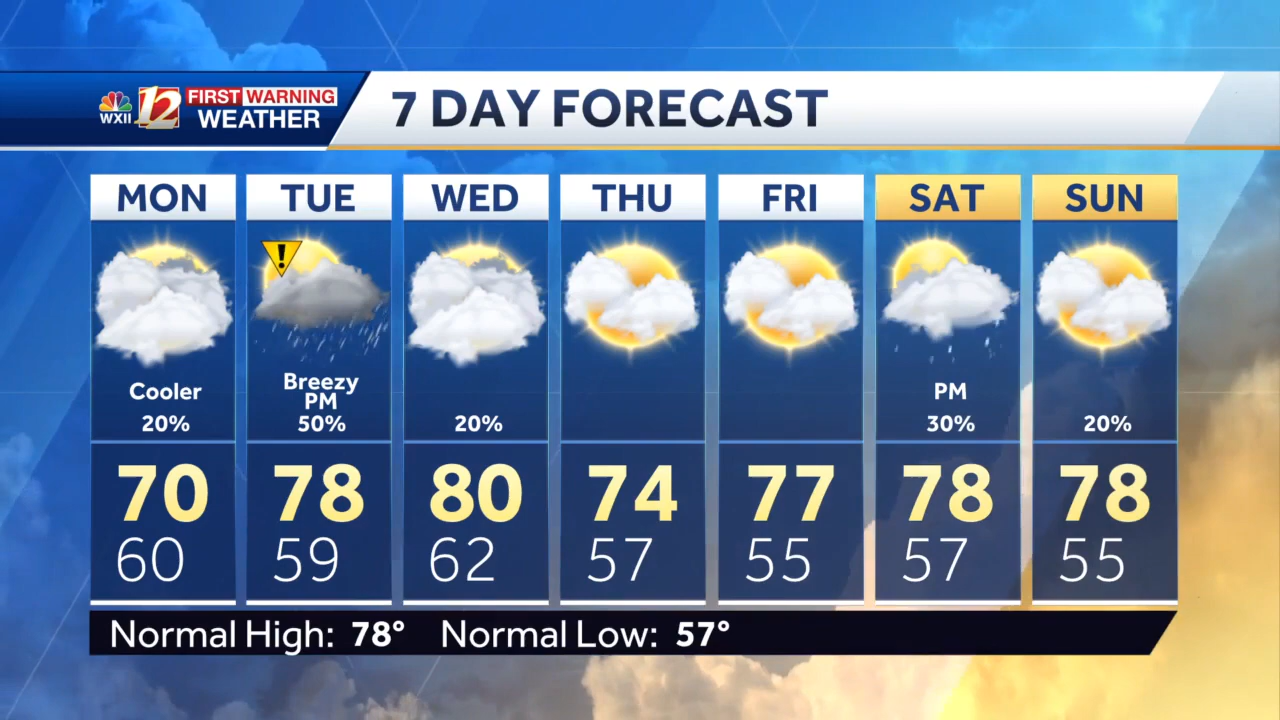 WXII 12 FIRST WARNING
WEATHER
7 DAY FORECAST
MON
TUE
WED
THU
FRI
SAT
SUN
!
Cooler
20%
Breezy
PM
50%
20%
PM
30%
20%
70
78
80
74
77
78
78
60
59
62
57
55
57
55
Normal High: 78° Normal Low: 57°